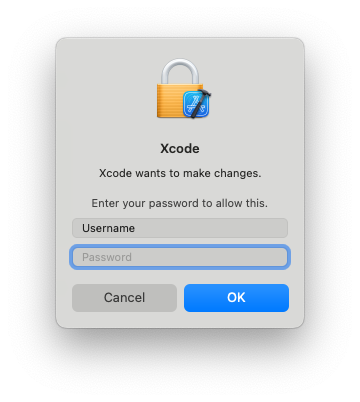 Xcode
Xcode wants to make changes.
Enter your password to allow this.
Username
Password
Cancel
OK